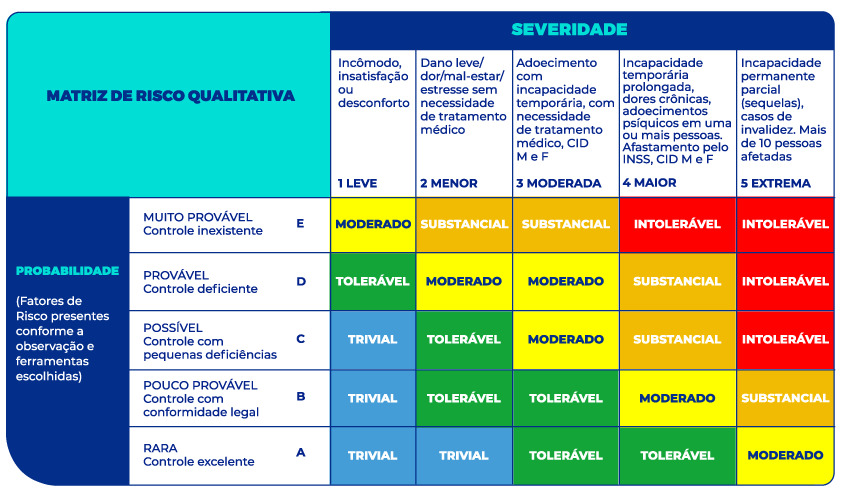 MATRIZ DE RISCO QUALITATIVA
SEVERIDADE
Incômodo,
insatisfação
ou
desconforto
1 LEVE
Dano leve/
dor/mal-estar/
estresse sem
necessidade
de tratamento
médico
2 MENOR
Adoecimento
com
incapacidade
temporária, com
necessidade
de tratamento
médico, CID
M e F
3 MODERADA
Incapacidade
temporária
prolongada,
dores crônicas,
adoecimentos
psíquicos em uma
ou mais pessoas.
Afastamento pelo
INSS, CID M e F
4 MAIOR
Incapacidade
permanente
parcial
(sequelas),
casos de
invalidez. Mais
de 10 pessoas
afetadas
5 EXTREMA
PROBABILIDADE
(Fatores de
Risco presentes
conforme a
observação e
ferramentas
escolhidas)
MUITO PROVÁVEL
Controle inexistente
E
MODERADO
SUBSTANCIAL
SUBSTANCIAL
INTOLERÁVEL
INTOLERÁVEL
PROVÁVEL
Controle deficiente
D
TOLERÁVEL
MODERADO
MODERADO
SUBSTANCIAL
INTOLERÁVEL
POSSÍVEL
Controle com
pequenas deficiências
C
TRIVIAL
TOLERÁVEL
MODERADO
SUBSTANCIAL
INTOLERÁVEL
POUCO PROVÁVEL
Controle com
conformidade legal
B
TRIVIAL
TOLERÁVEL
TOLERÁVEL
MODERADO
SUBSTANCIAL
RARA
Controle excelente
A
TRIVIAL
TRIVIAL
TOLERÁVEL
TOLERÁVEL
MODERADO